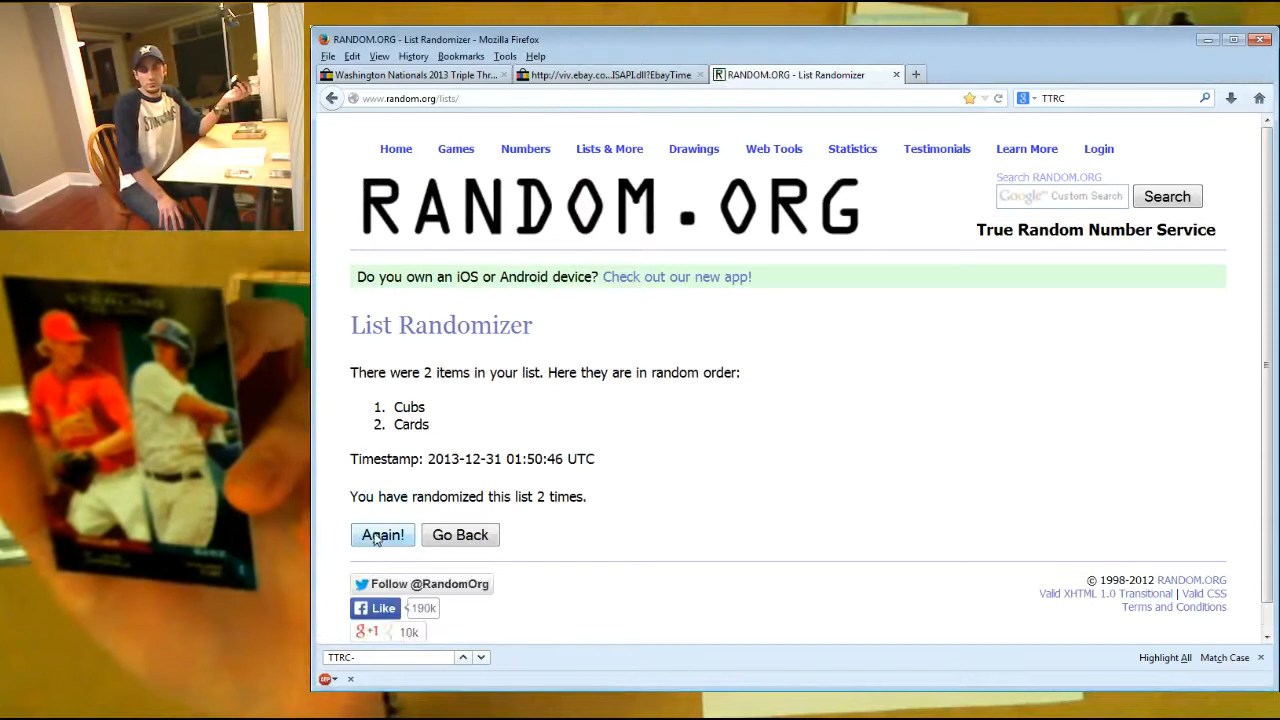 RANDOM.ORG - List Randomizer - Mozilla Firefox
File Edit View History Bookmarks Tools Help
Washington Nationals 2013 Triple Thr... × http://viv.ebay.co...ISAPI.dll?EbayTime × RANDOM.ORG - List Randomizer × +
www.random.org/lists/ TTRC
Home Games Numbers Lists & More Drawings Web Tools Statistics Testimonials Learn More Login
Search RANDOM.ORG
Google™ Custom Search Search
RANDOM.ORG
True Random Number Service
Do you own an iOS or Android device? Check out our new app!
List Randomizer
There were 2 items in your list. Here they are in random order:
1. Cubs
2. Cards
Timestamp: 2013-12-31 01:50:46 UTC
You have randomized this list 2 times.
Again! Go Back
Follow @RandomOrg
Like 190k
g+1 10k
© 1998-2012 RANDOM.ORG
Valid XHTML 1.0 Transitional | Valid CSS
Terms and Conditions
TTRC- Highlight All Match Case ×
ABP ×